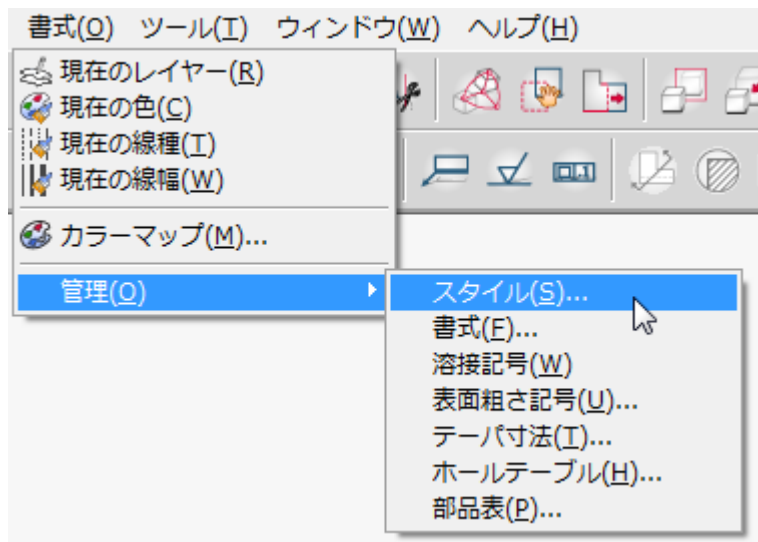 書式(O) ツール(T) ウィンドウ(W) ヘルプ(H)
現在のレイヤー(R)
現在の色(C)
現在の線種(T)
現在の線幅(W)
カラーマップ(M)...
管理(O)
スタイル(S)...
書式(F)...
溶接記号(W)
表面粗さ記号(U)...
テーパ寸法(T)...
ホールテーブル(H)...
部品表(P)...